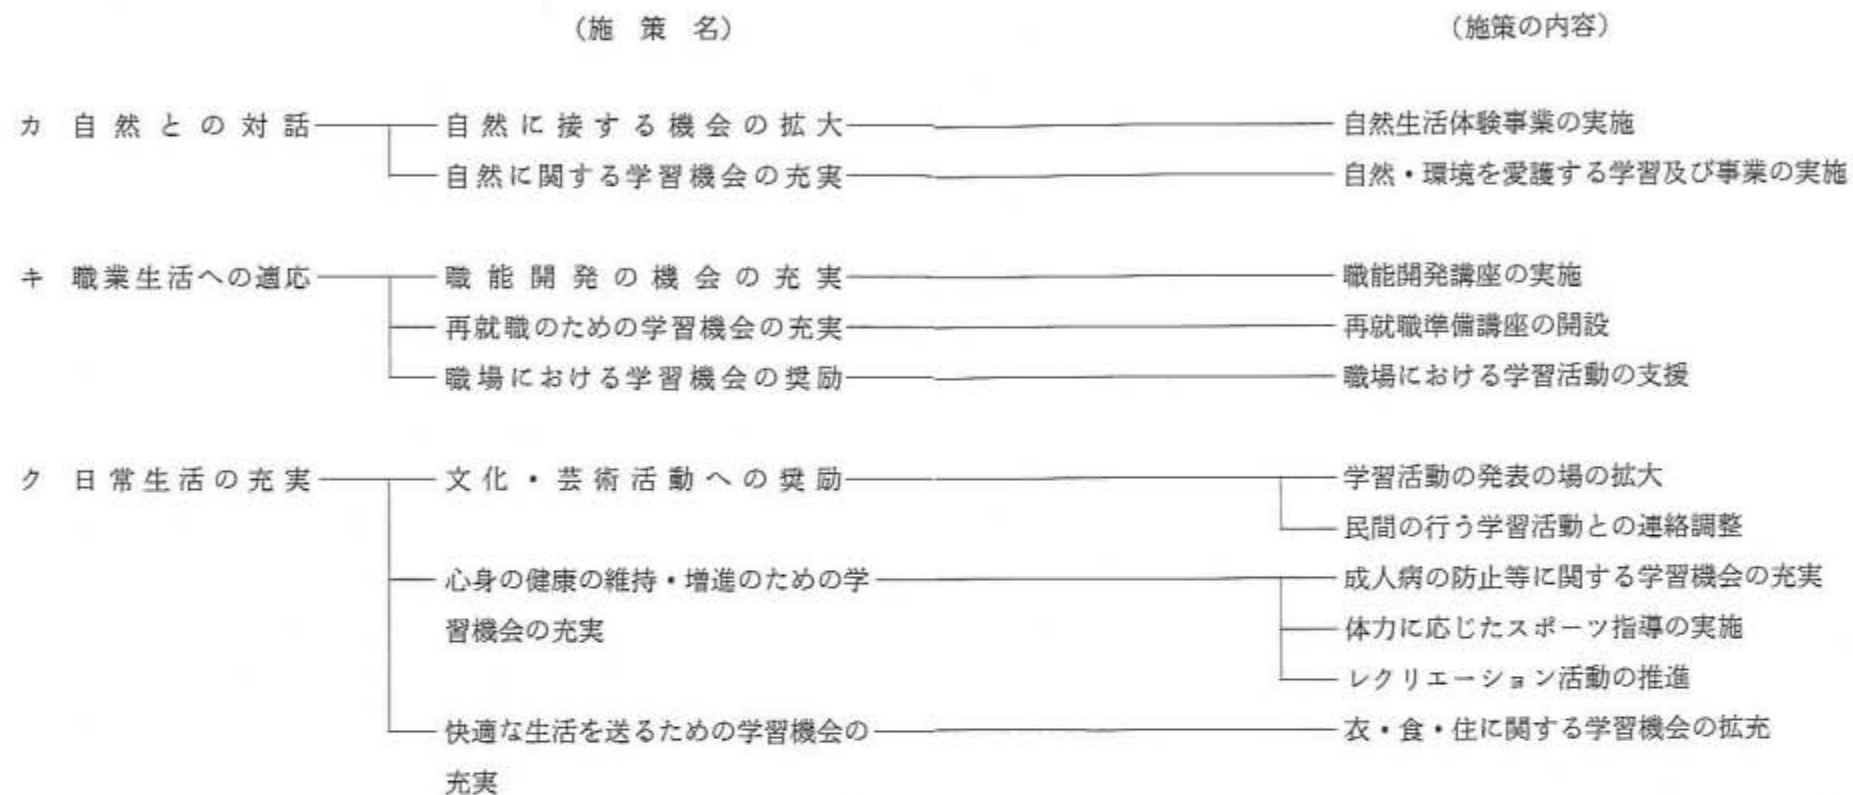 (施策名) (施策の内容)
カ 自然との対話 自然に接する機会の拡大 自然生活体験事業の実施
自然に関する学習機会の充実 自然・環境を愛護する学習及び事業の実施
キ 職業生活への適応 職能開発の機会の充実 職能開発講座の実施
再就職のための学習機会の充実 再就職準備講座の開設
職場における学習機会の奨励 職場における学習活動の支援
ク 日常生活の充実 文化・芸術活動への奨励 学習活動の発表の場の拡大
民間の行う学習活動との連絡調整
心身の健康の維持・増進のための学 成人病の防止等に関する学習機会の充実
習機会の充実 体力に応じたスポーツ指導の実施
レクリエーション活動の推進
快適な生活を送るための学習機会の 衣・食・住に関する学習機会の拡充
充実